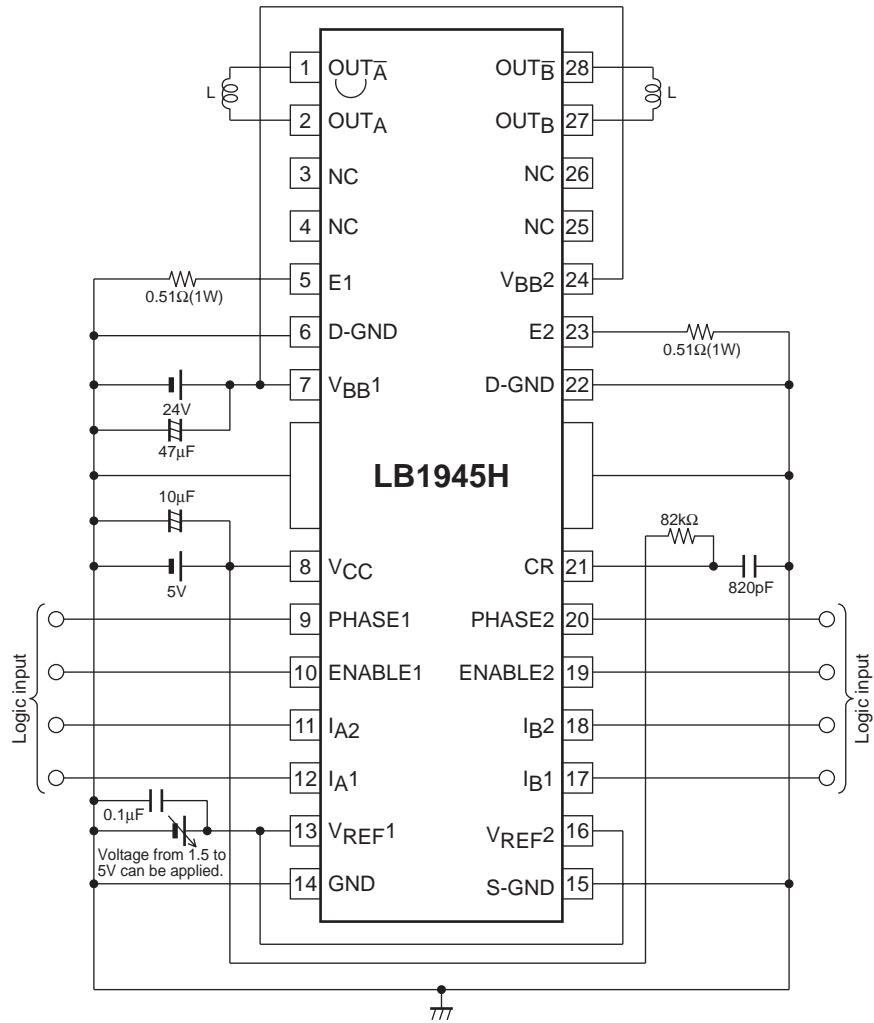 1 OUTA̅ OUTB̅ 28
L L
2 OUTA OUTB 27
3 NC NC 26
4 NC NC 25
0.51Ω(1W) 5 E1 VBB2 24
6 D-GND E2 23 0.51Ω(1W)
24V 7 VBB1 D-GND 22
47μF
LB1945H
10μF 82kΩ
5V 8 VCC CR 21 820pF
9 PHASE1 PHASE2 20
10 ENABLE1 ENABLE2 19
Logic input Logic input
11 IA2 IB2 18
12 IA1 IB1 17
0.1μF
13 VREF1 VREF2 16
Voltage from 1.5 to
5V can be applied.
14 GND S-GND 15